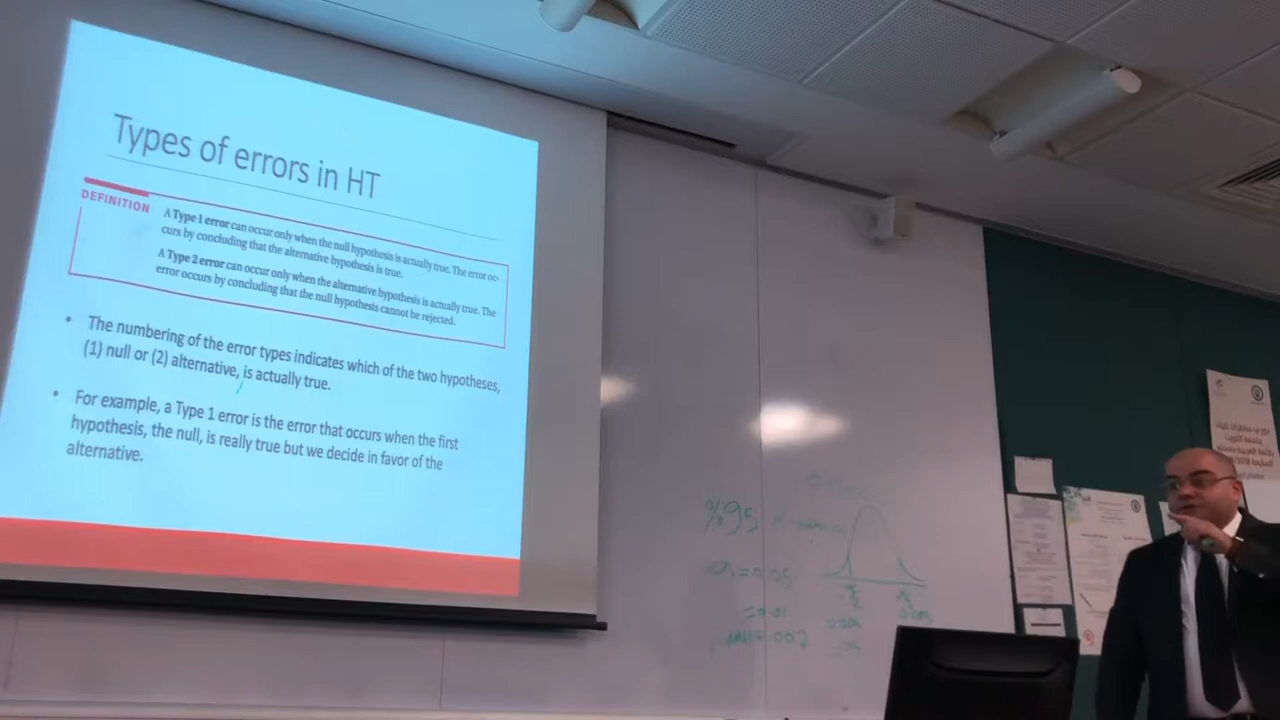 Types of errors in HT
DEFINITION
A Type 1 error can occur only when the null hypothesis is actually true. The error oc-
curs by concluding that the alternative hypothesis is true.
A Type 2 error can occur only when the alternative hypothesis is actually true. The
error occurs by concluding that the null hypothesis cannot be rejected.
• The numbering of the error types indicates which of the two hypotheses,
(1) null or (2) alternative, is actually true.
• For example, a Type 1 error is the error that occurs when the first
hypothesis, the null, is really true but we decide in favor of the
alternative.
%95
جامعة الكويت